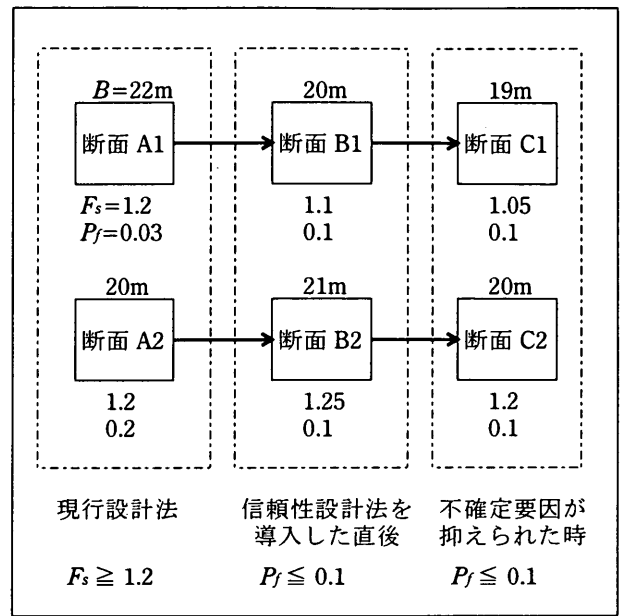 B=22m 20m 19m
断面 A1 断面 B1 断面 C1
Fs=1.2 1.1 1.05
Pf=0.03 0.1 0.1
20m 21m 20m
断面 A2 断面 B2 断面 C2
1.2 1.25 1.2
0.2 0.1 0.1
現行設計法 信頼性設計法を 不確定要因が
導入した直後 抑えられた時
Fs≧1.2 Pf≦0.1 Pf≦0.1